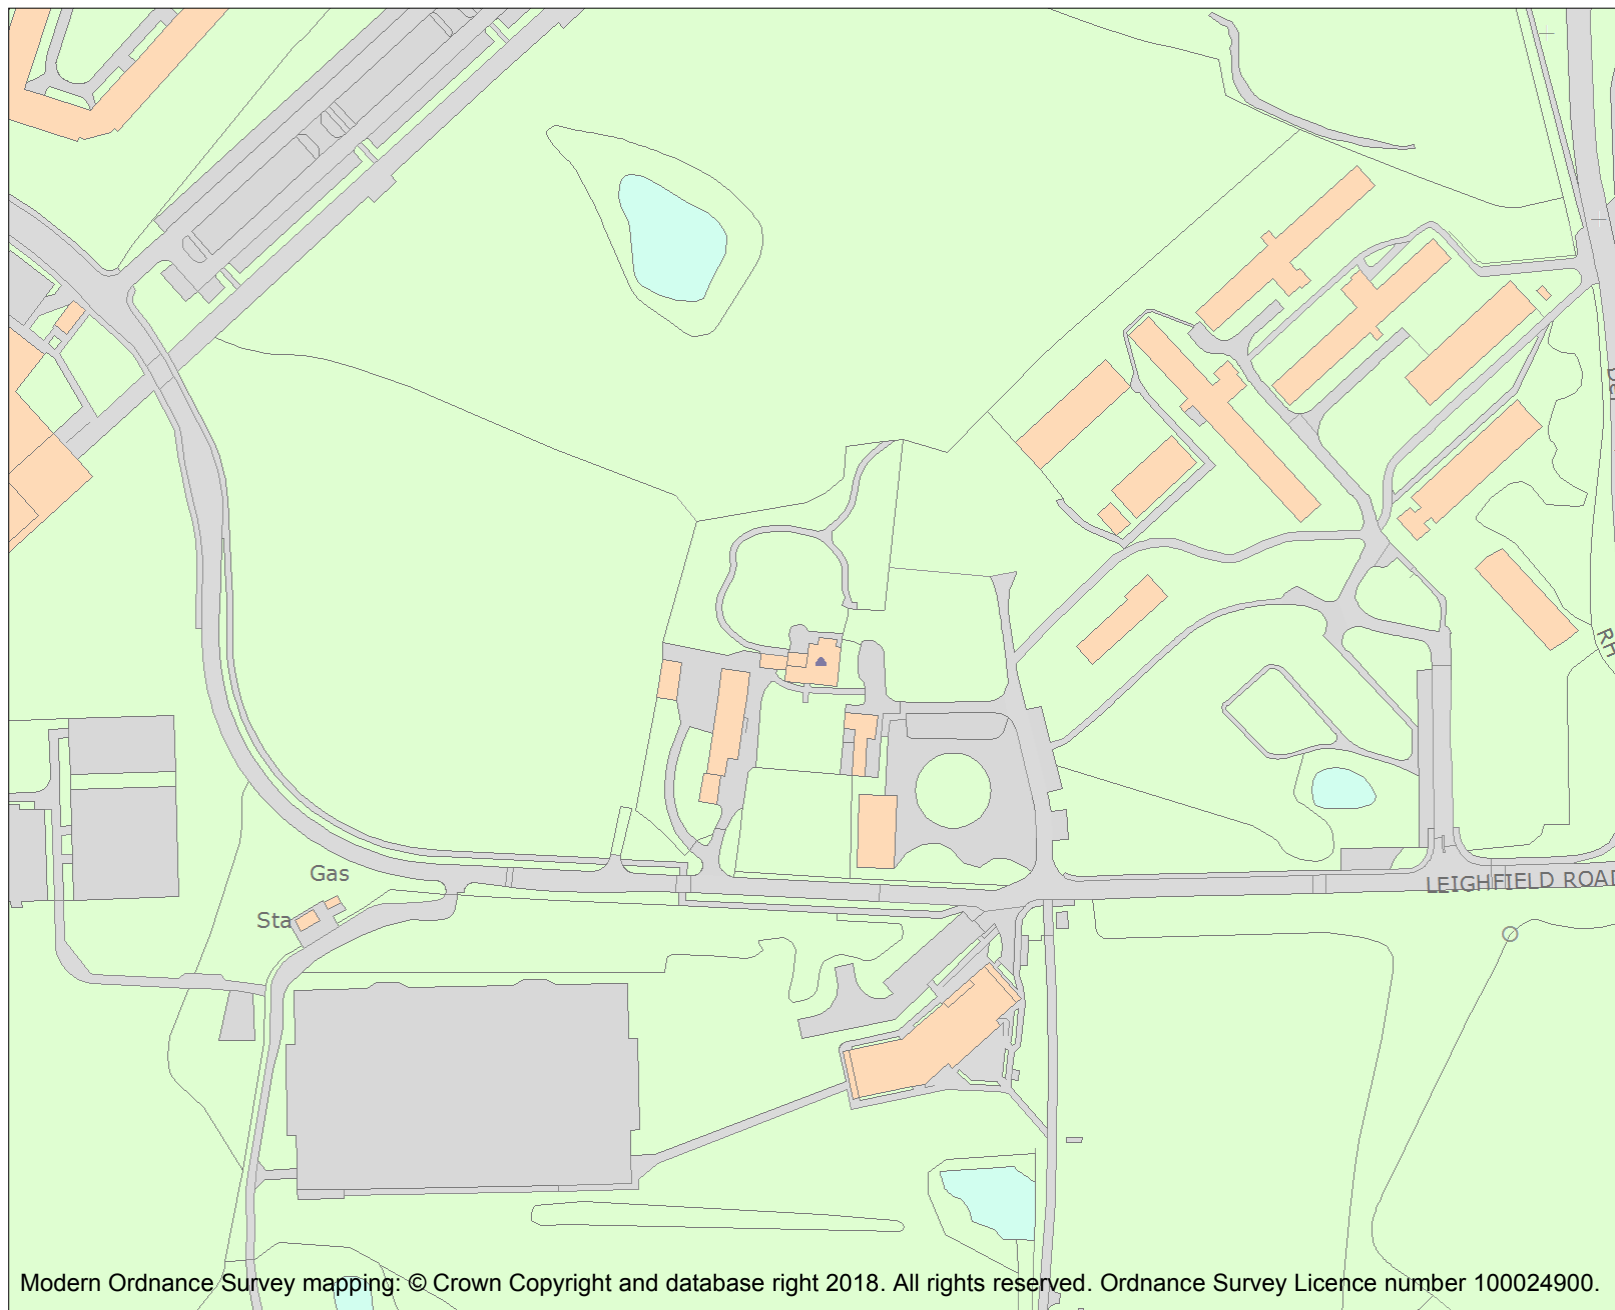 Gas
Sta
LEIGHFIELD ROAD
Modern Ordnance Survey mapping: © Crown Copyright and database right 2018. All rights reserved. Ordnance Survey Licence number 100024900.